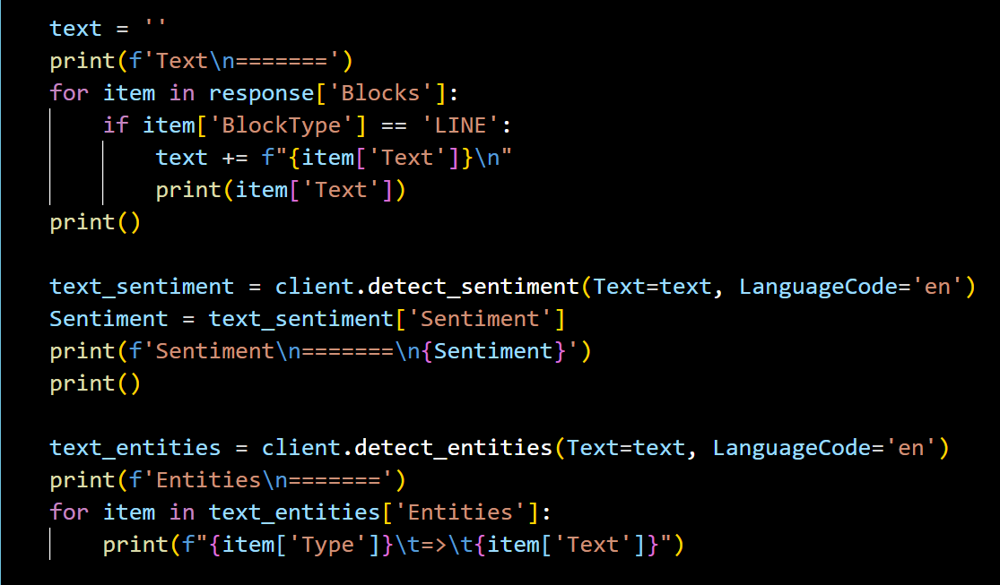 text = ''
print(f'Text\n=======')
for item in response['Blocks']:
    if item['BlockType'] == 'LINE':
        text += f"{item['Text']}\n"
        print(item['Text'])
print()

text_sentiment = client.detect_sentiment(Text=text, LanguageCode='en')
Sentiment = text_sentiment['Sentiment']
print(f'Sentiment\n=======\n{Sentiment}')
print()

text_entities = client.detect_entities(Text=text, LanguageCode='en')
print(f'Entities\n=======')
for item in text_entities['Entities']:
    print(f"{item['Type']}\t=>\t{item['Text']}")